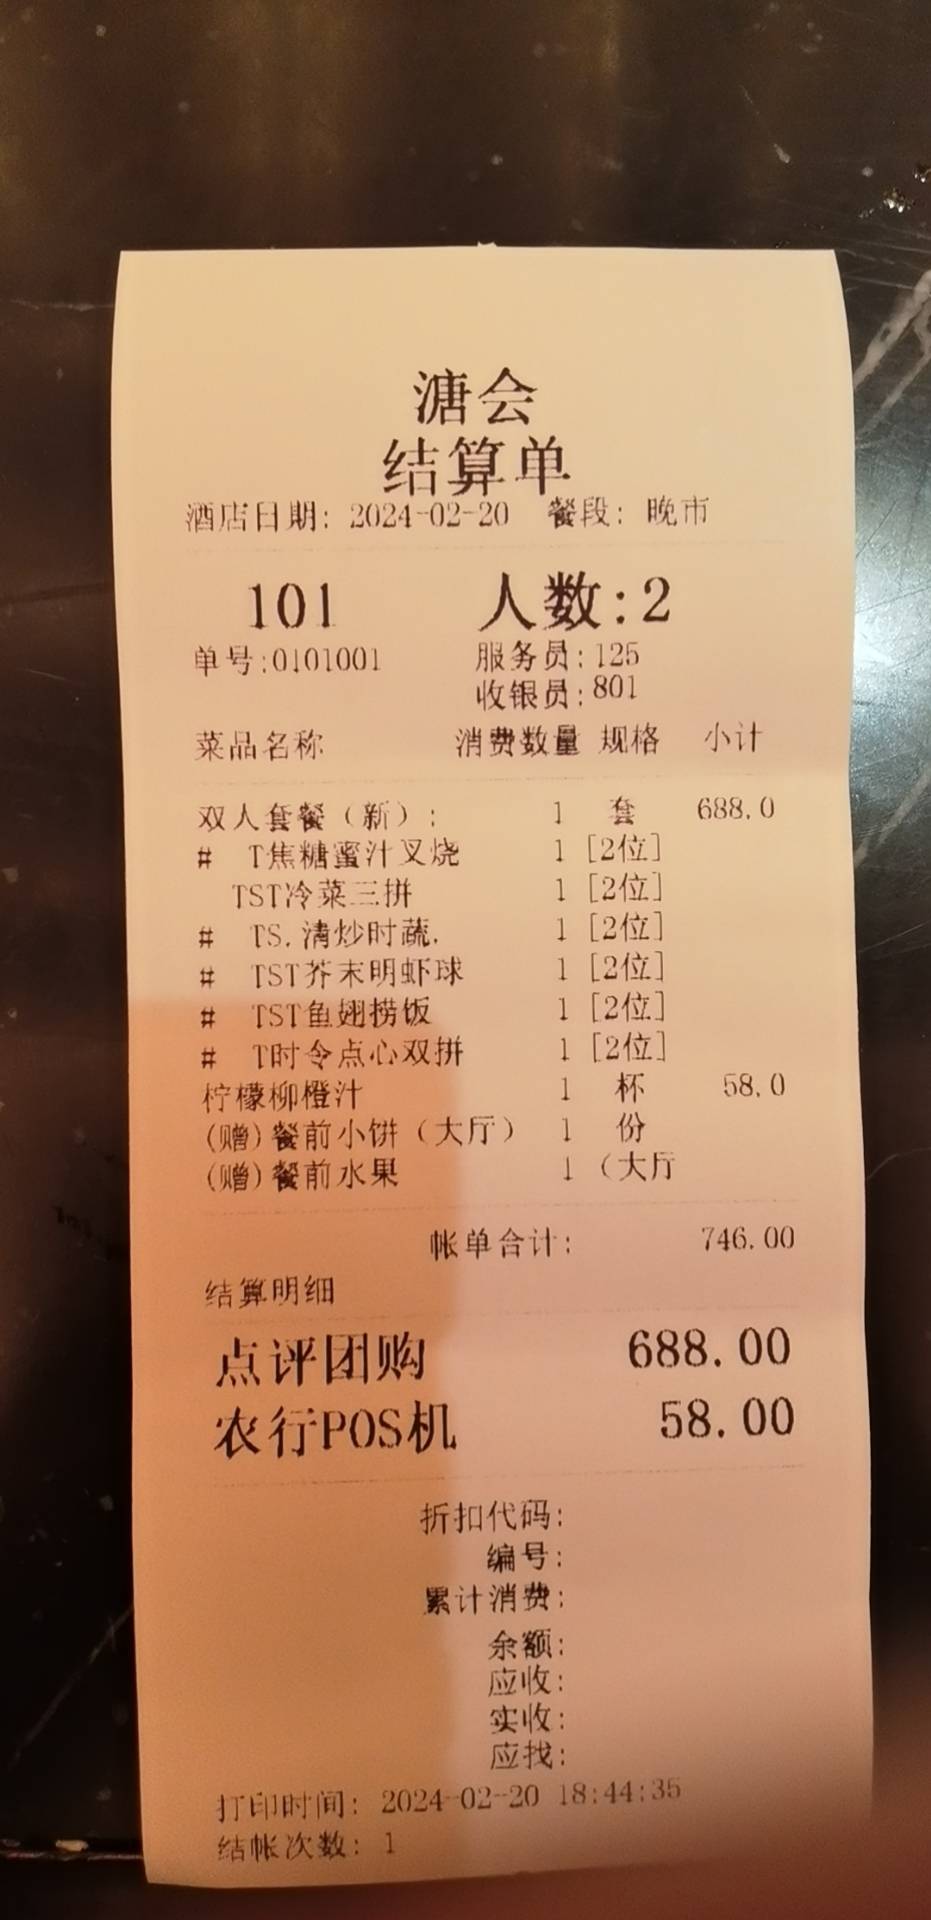 溏会
结算单
酒店日期: 2024-02-20 餐段: 晚市
101 人数:2
单号:0101001 服务员:125
收银员:801
菜品名称 消费数量 规格 小计
双人套餐（新）: 1 套 688.0
# T焦糖蜜汁叉烧 1 [2位]
TST冷菜三拼 1 [2位]
# TS.清炒时蔬. 1 [2位]
# TST芥末明虾球 1 [2位]
# TST鱼翅捞饭 1 [2位]
# T时令点心双拼 1 [2位]
柠檬柳橙汁 1 杯 58.0
(赠)餐前小饼（大厅） 1 份
(赠)餐前水果 1 （大厅
帐单合计: 746.00
结算明细
点评团购 688.00
农行POS机 58.00
折扣代码:
编号:
累计消费:
余额:
应收:
实收:
应找:
打印时间: 2024-02-20 18:44:35
结帐次数: 1